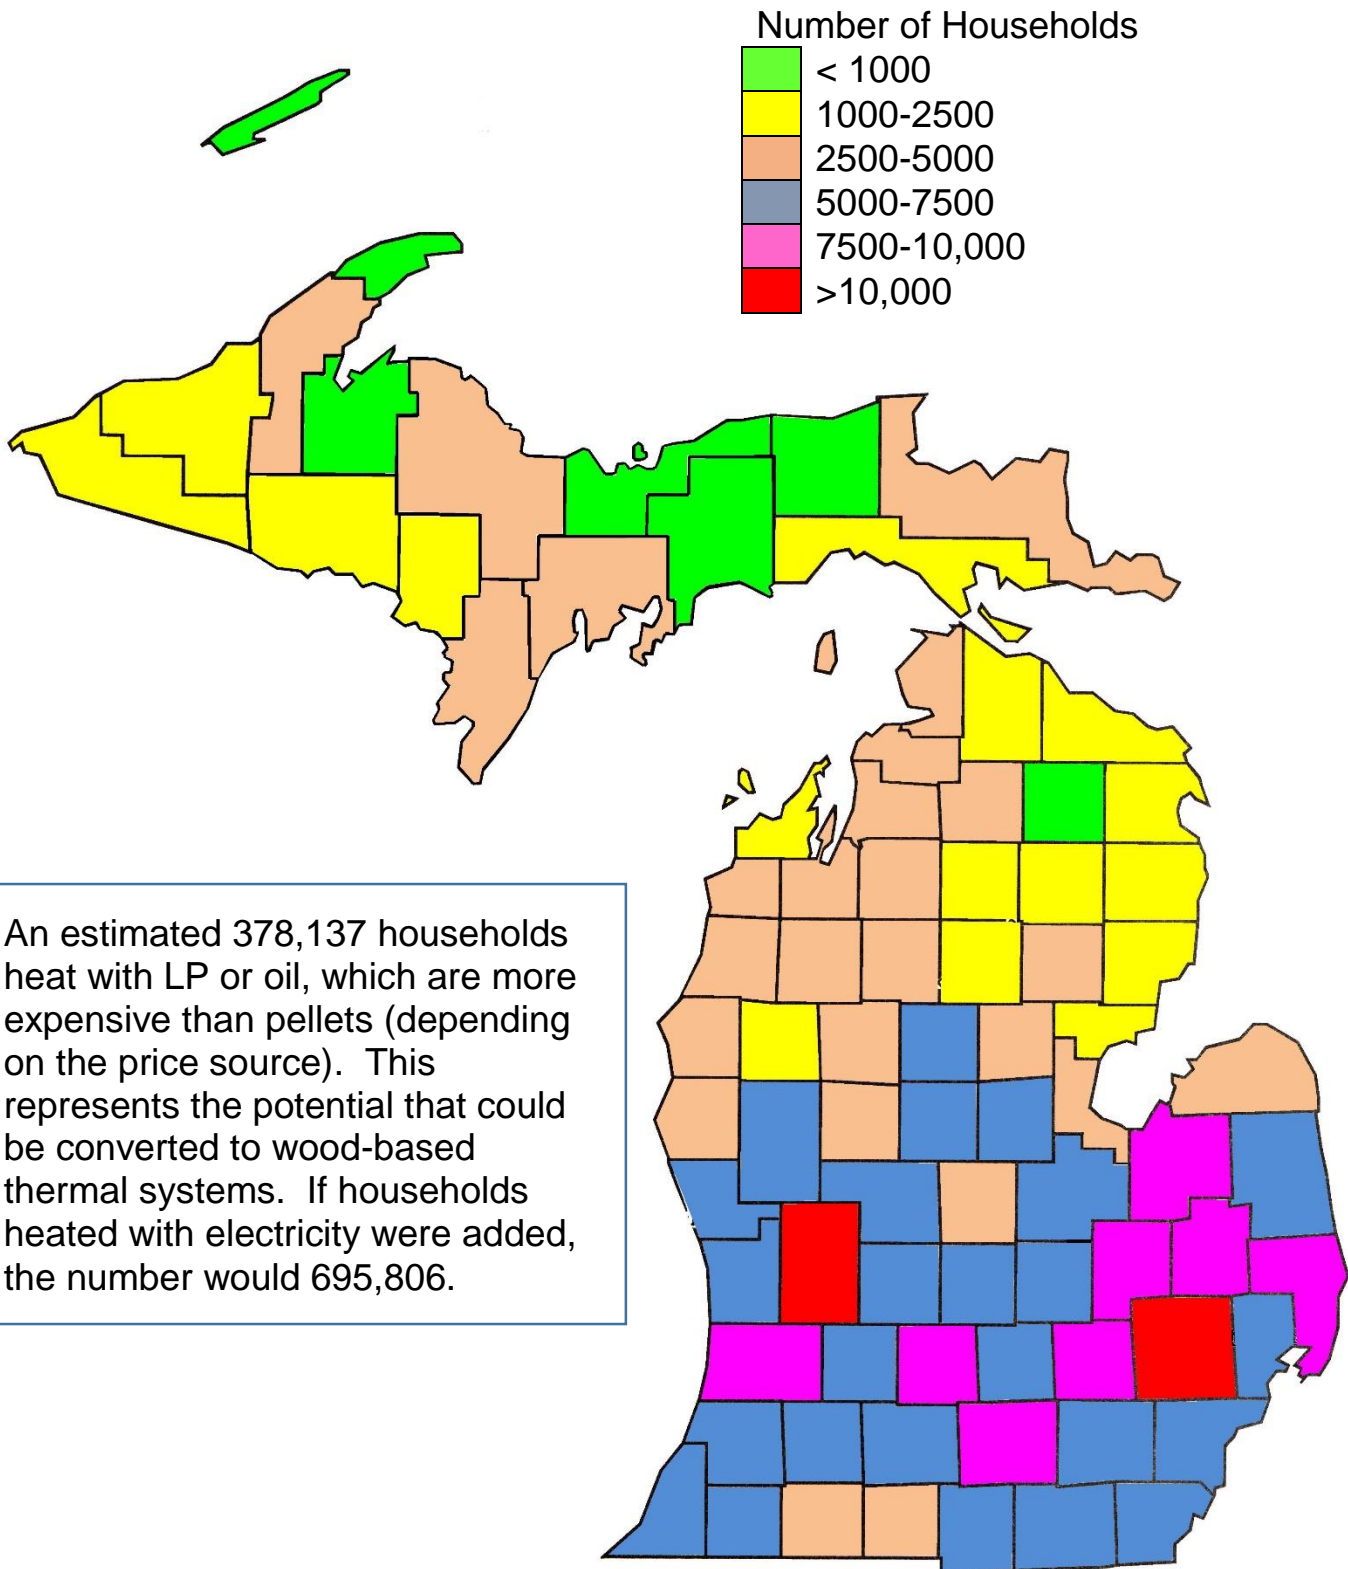 Number of Households
< 1000
1000-2500
2500-5000
5000-7500
7500-10,000
>10,000
An estimated 378,137 households
heat with LP or oil, which are more
expensive than pellets (depending
on the price source).  This
represents the potential that could
be converted to wood-based
thermal systems.  If households
heated with electricity were added,
the number would 695,806.